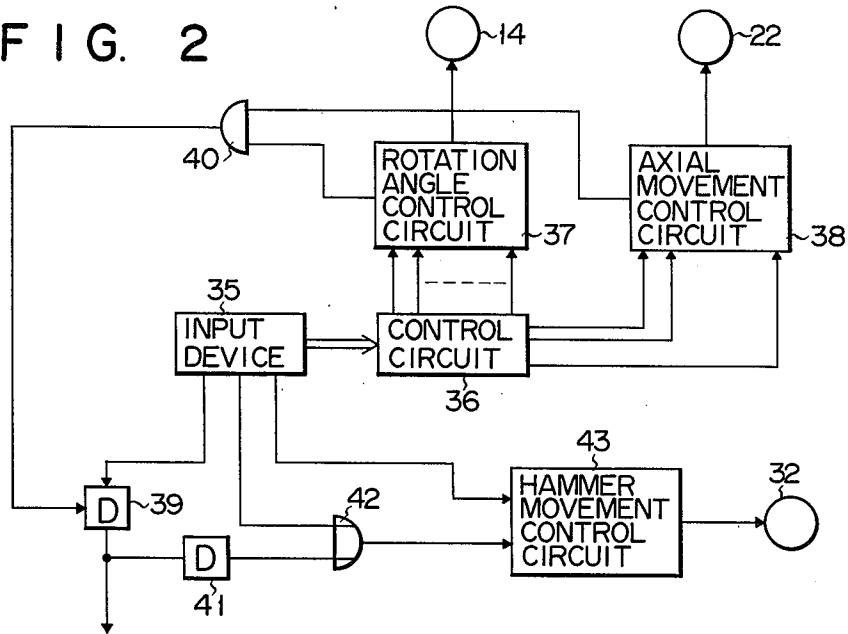 FIG. 2
14
22
40
ROTATION
ANGLE
CONTROL
CIRCUIT
37
AXIAL
MOVEMENT
CONTROL
CIRCUIT
38
35
INPUT
DEVICE
CONTROL
CIRCUIT
36
43
HAMMER
MOVEMENT
CONTROL
CIRCUIT
32
D
39
42
D
41